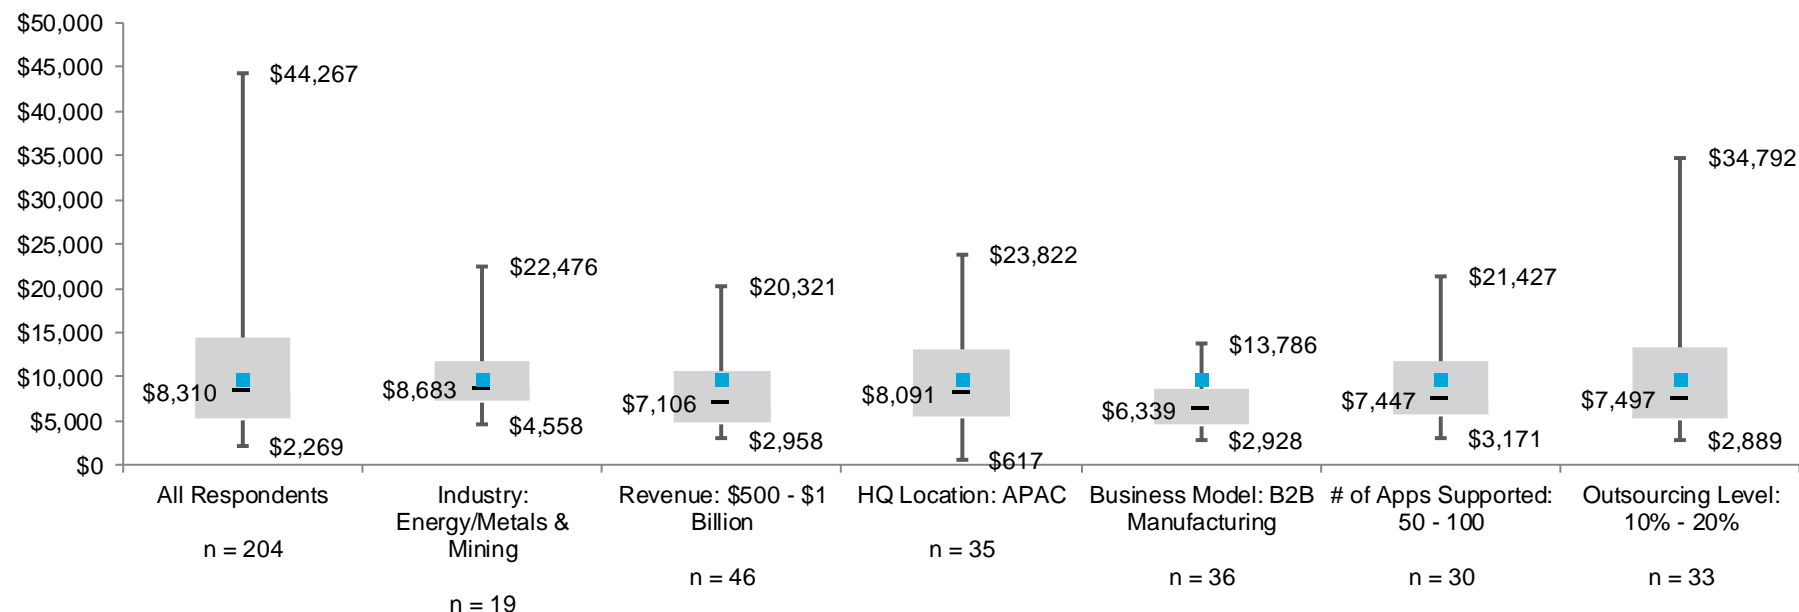 $50,000
$45,000
$40,000
$35,000
$30,000
$25,000
$20,000
$15,000
$10,000
$5,000
$0
$44,267
$8,310
$2,269
$22,476
$8,683
$4,558
$20,321
$7,106
$2,958
$23,822
$8,091
$617
$13,786
$6,339
$2,928
$21,427
$7,447
$3,171
$34,792
$7,497
$2,889
All Respondents
n = 204
Industry:
Energy/Metals &
Mining
n = 19
Revenue: $500 - $1
Billion
n = 46
HQ Location: APAC
n = 35
Business Model: B2B
Manufacturing
n = 36
# of Apps Supported:
50 - 100
n = 30
Outsourcing Level:
10% - 20%
n = 33